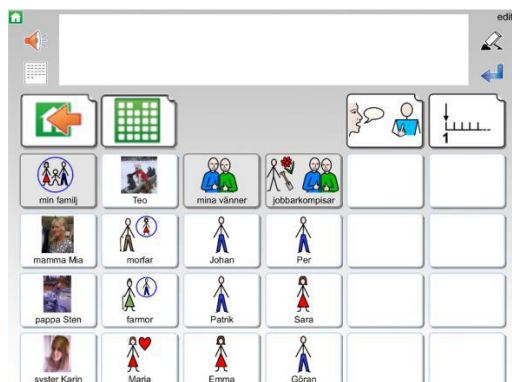 edit
1
min familj
Teo
mina vänner
jobbarkompisar
mamma Mia
morfar
Johan
Per
pappa Sten
farmor
Patrik
Sara
syster Karin
Maria
Emma
Göran